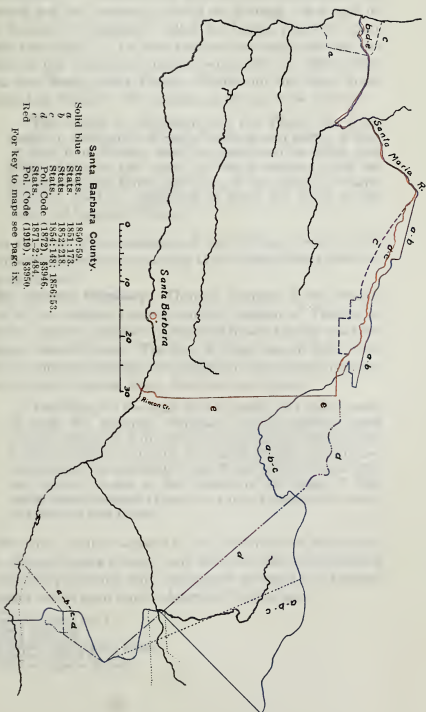 Santa Barbara County.
Solid blue Stats. 1850:59.
a Stats. 1851:173.
b Stats. 1852:218.
c Stats. 1854:148; 1856:53.
d Pol. Code (1872), §3946.
e Stats. 1871-2:484.
Red Pol. Code (1919), §3950.
For key to maps see page ix.
0 10 20 30
Santa Barbara
Santa Maria R.
Rincon Cr.
b-d-e
c
a
a-b
c
a-c
a-b
e
e
d
a-b-c
d
a-b-c
a-b-c-d